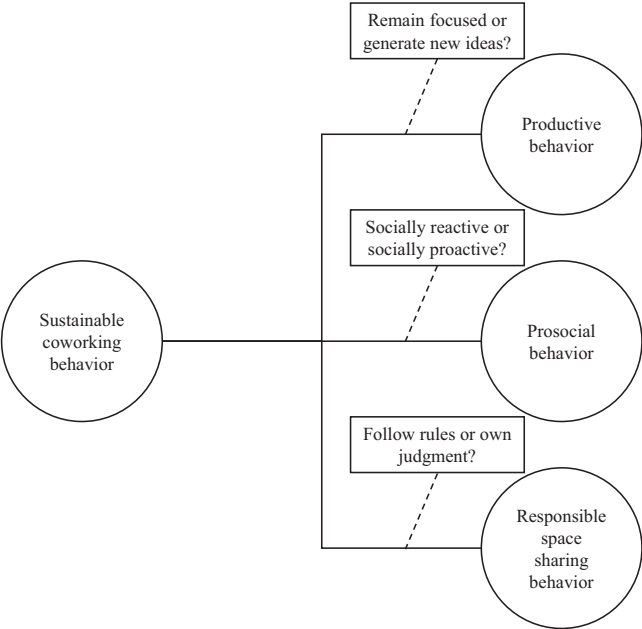 Remain focused or
generate new ideas?
Productive
behavior
Socially reactive or
socially proactive?
Sustainable
coworking
behavior
Prosocial
behavior
Follow rules or own
judgment?
Responsible
space
sharing
behavior